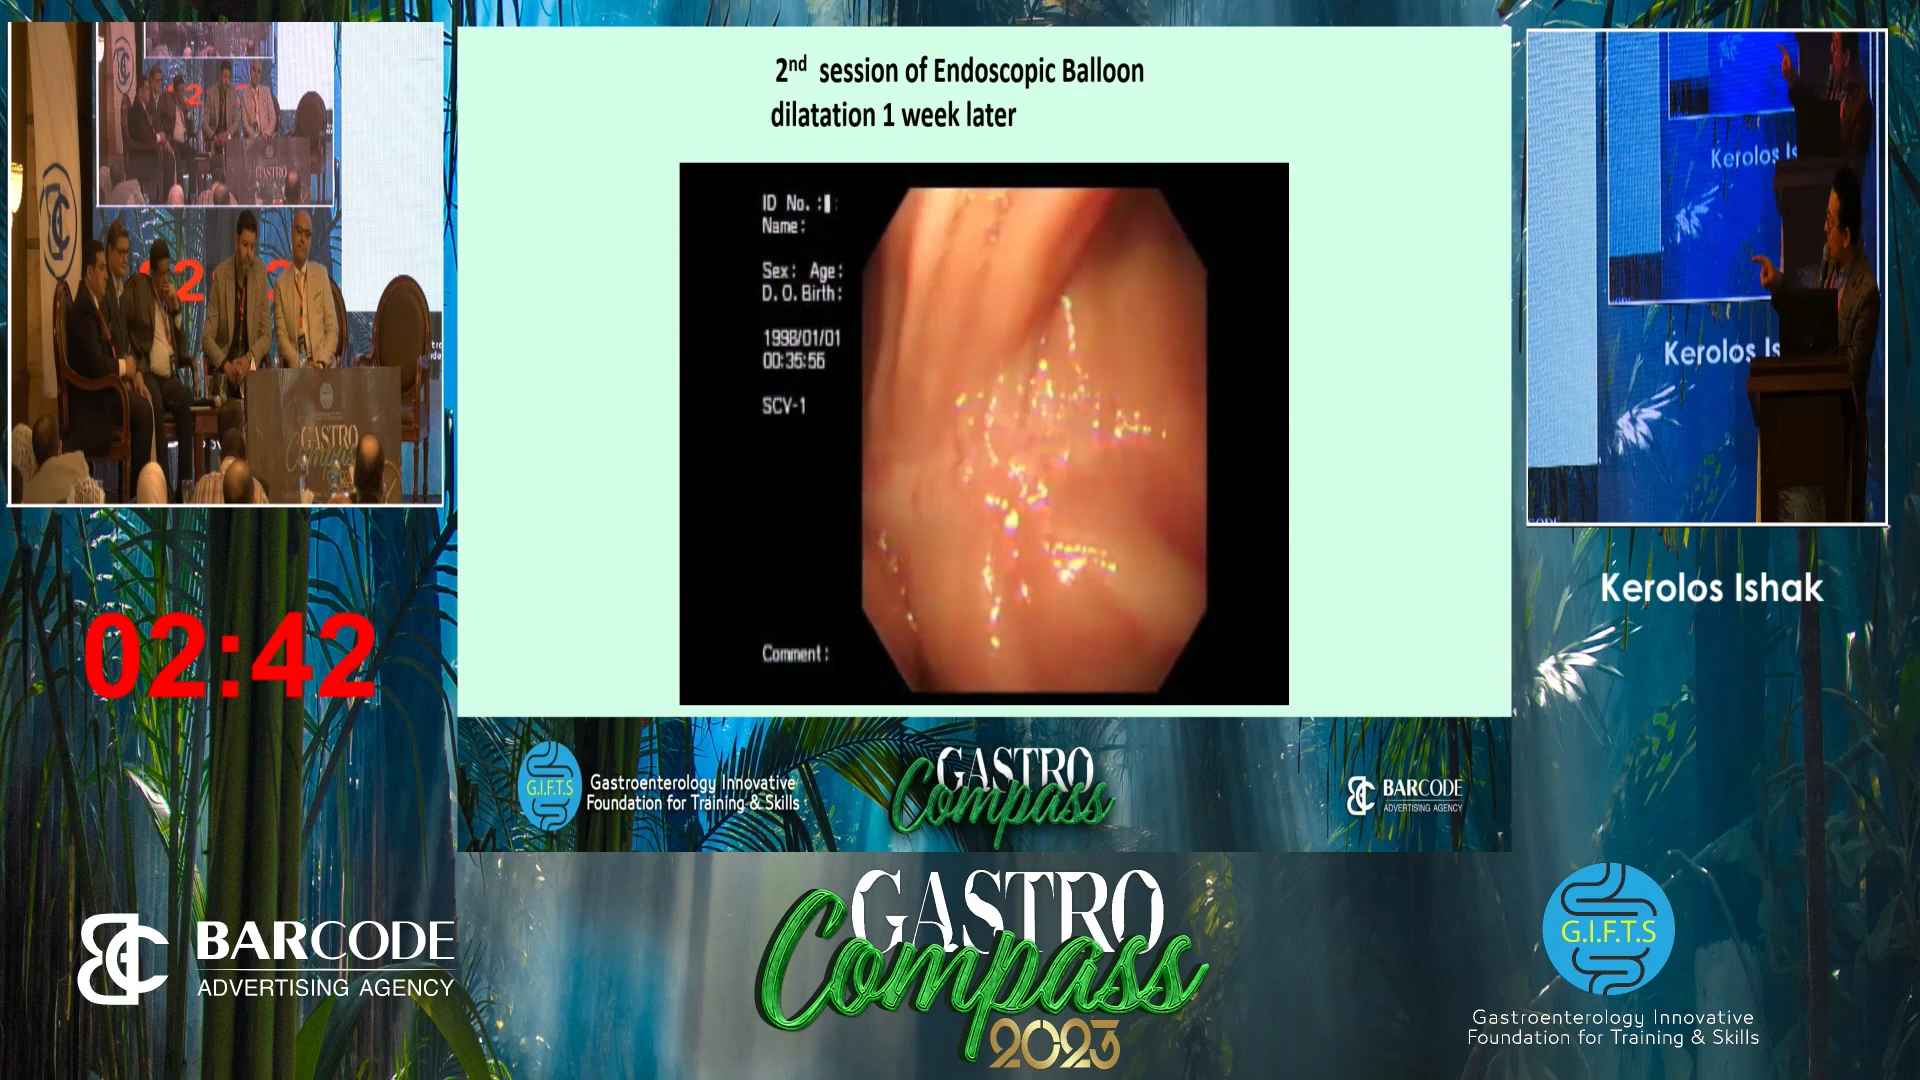 2nd session of Endoscopic Balloon
dilatation 1 week later
ID No. :
Name :
Sex : Age :
D. O. Birth :
1998/01/01
00:35:56
SCV-1
Comment :
Kerolos Is
Kerolos Is
Kerolos Ishak
02:42
GASTRO
Compass
G.I.F.T.S
Gastroenterology Innovative
Foundation for Training & Skills
GASTRO
Compass
BARCODE
ADVERTISING AGENCY
BARCODE
ADVERTISING AGENCY
GASTRO
Compass
2023
G.I.F.T.S
Gastroenterology Innovative
Foundation for Training & Skills